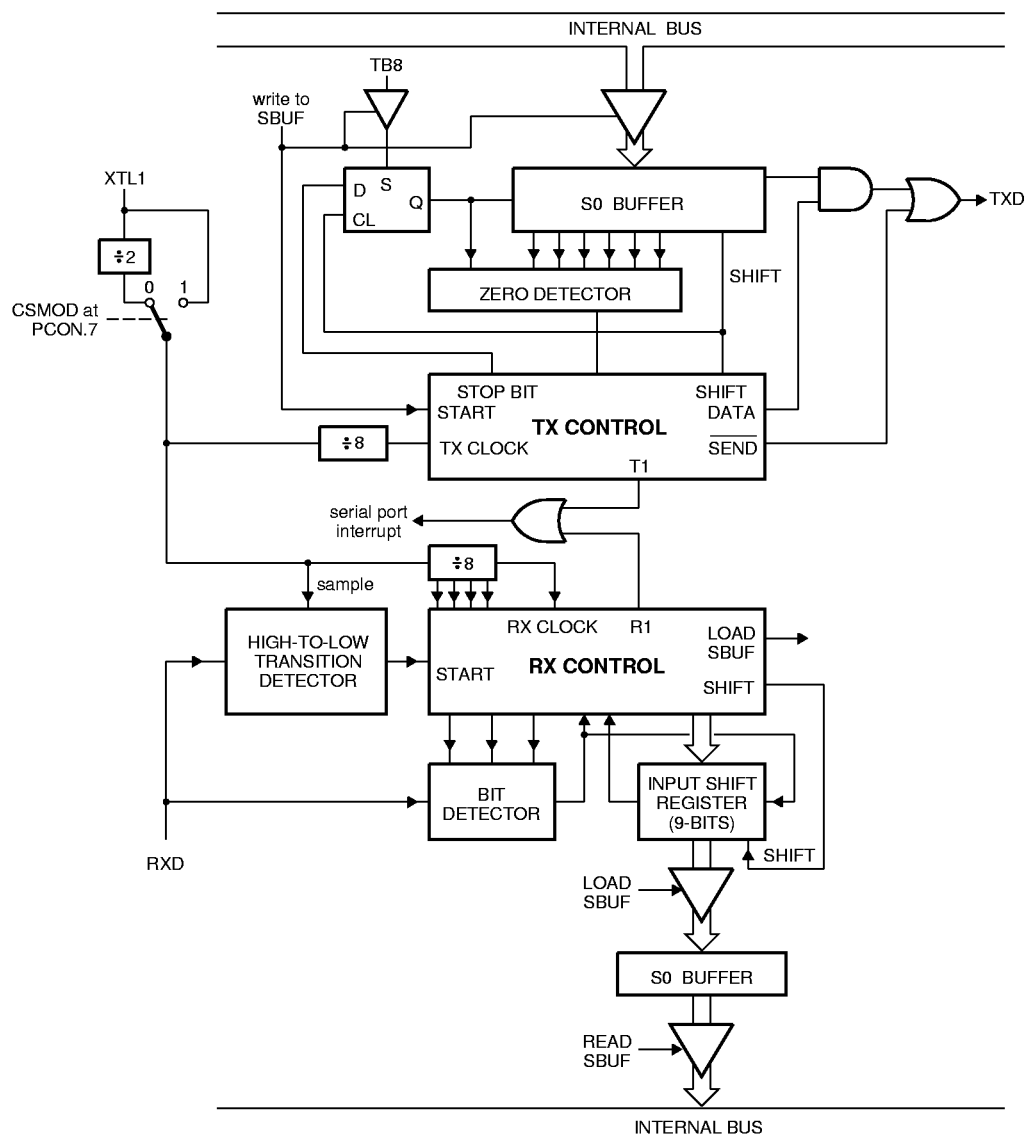 INTERNAL BUS
TB8
write to
SBUF
XTL1
D
S
Q
CL
S0 BUFFER
TXD
÷2
0
1
SHIFT
ZERO DETECTOR
CSMOD at
PCON.7
STOP BIT
SHIFT
START
DATA
TX CONTROL
÷8
TX CLOCK
SEND
T1
serial port
interrupt
÷8
sample
RX CLOCK
R1
HIGH-TO-LOW
TRANSITION
DETECTOR
LOAD
SBUF
RX CONTROL
START
SHIFT
BIT
DETECTOR
INPUT SHIFT
REGISTER
(9-BITS)
RXD
SHIFT
LOAD
SBUF
S0 BUFFER
READ
SBUF
INTERNAL BUS